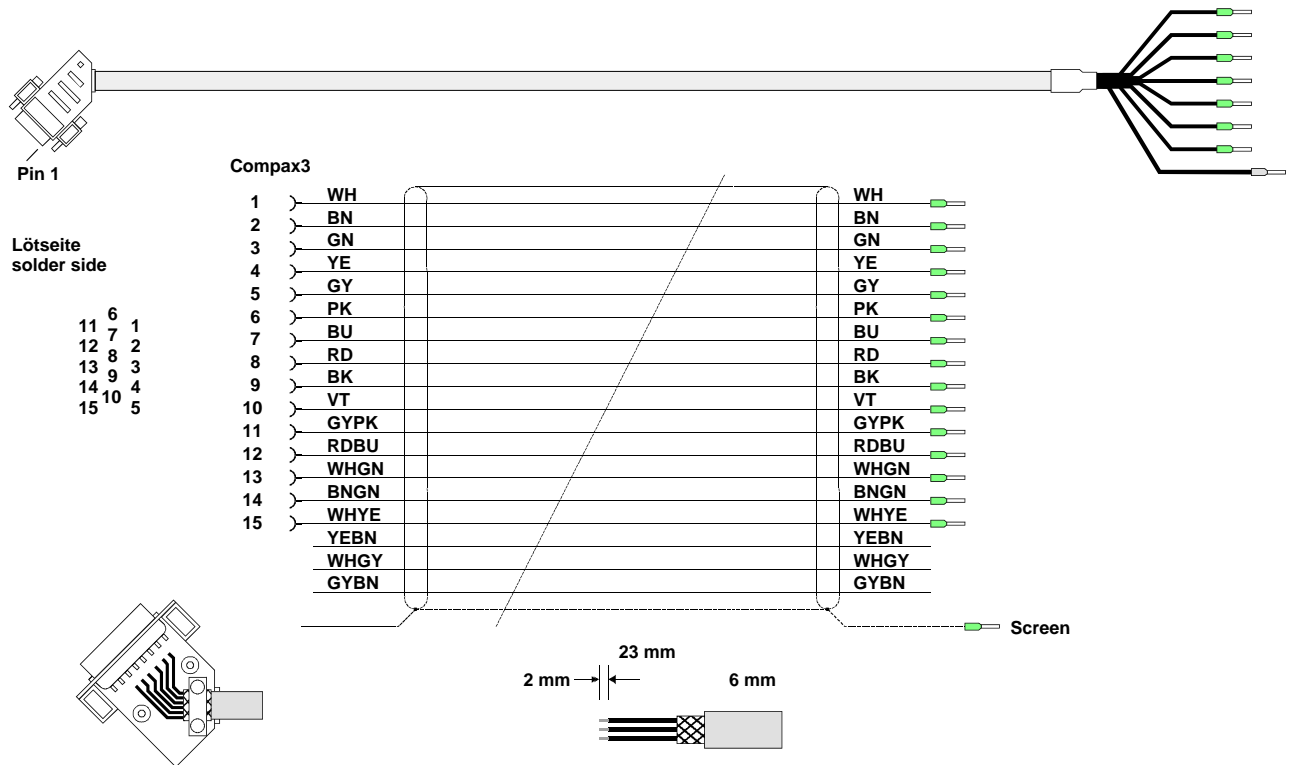 Pin 1
Compax3
Lötseite
solder side
6
11 1
7
12 2
8
13 3
9
14 4
10
15 5
1 WH WH
2 BN BN
3 GN GN
4 YE YE
5 GY GY
6 PK PK
7 BU BU
8 RD RD
9 BK BK
10 VT VT
11 GYPK GYPK
12 RDBU RDBU
13 WHGN WHGN
14 BNGN BNGN
15 WHYE WHYE
YEBN YEBN
WHGY WHGY
GYBN GYBN
Screen
23 mm
2 mm 6 mm